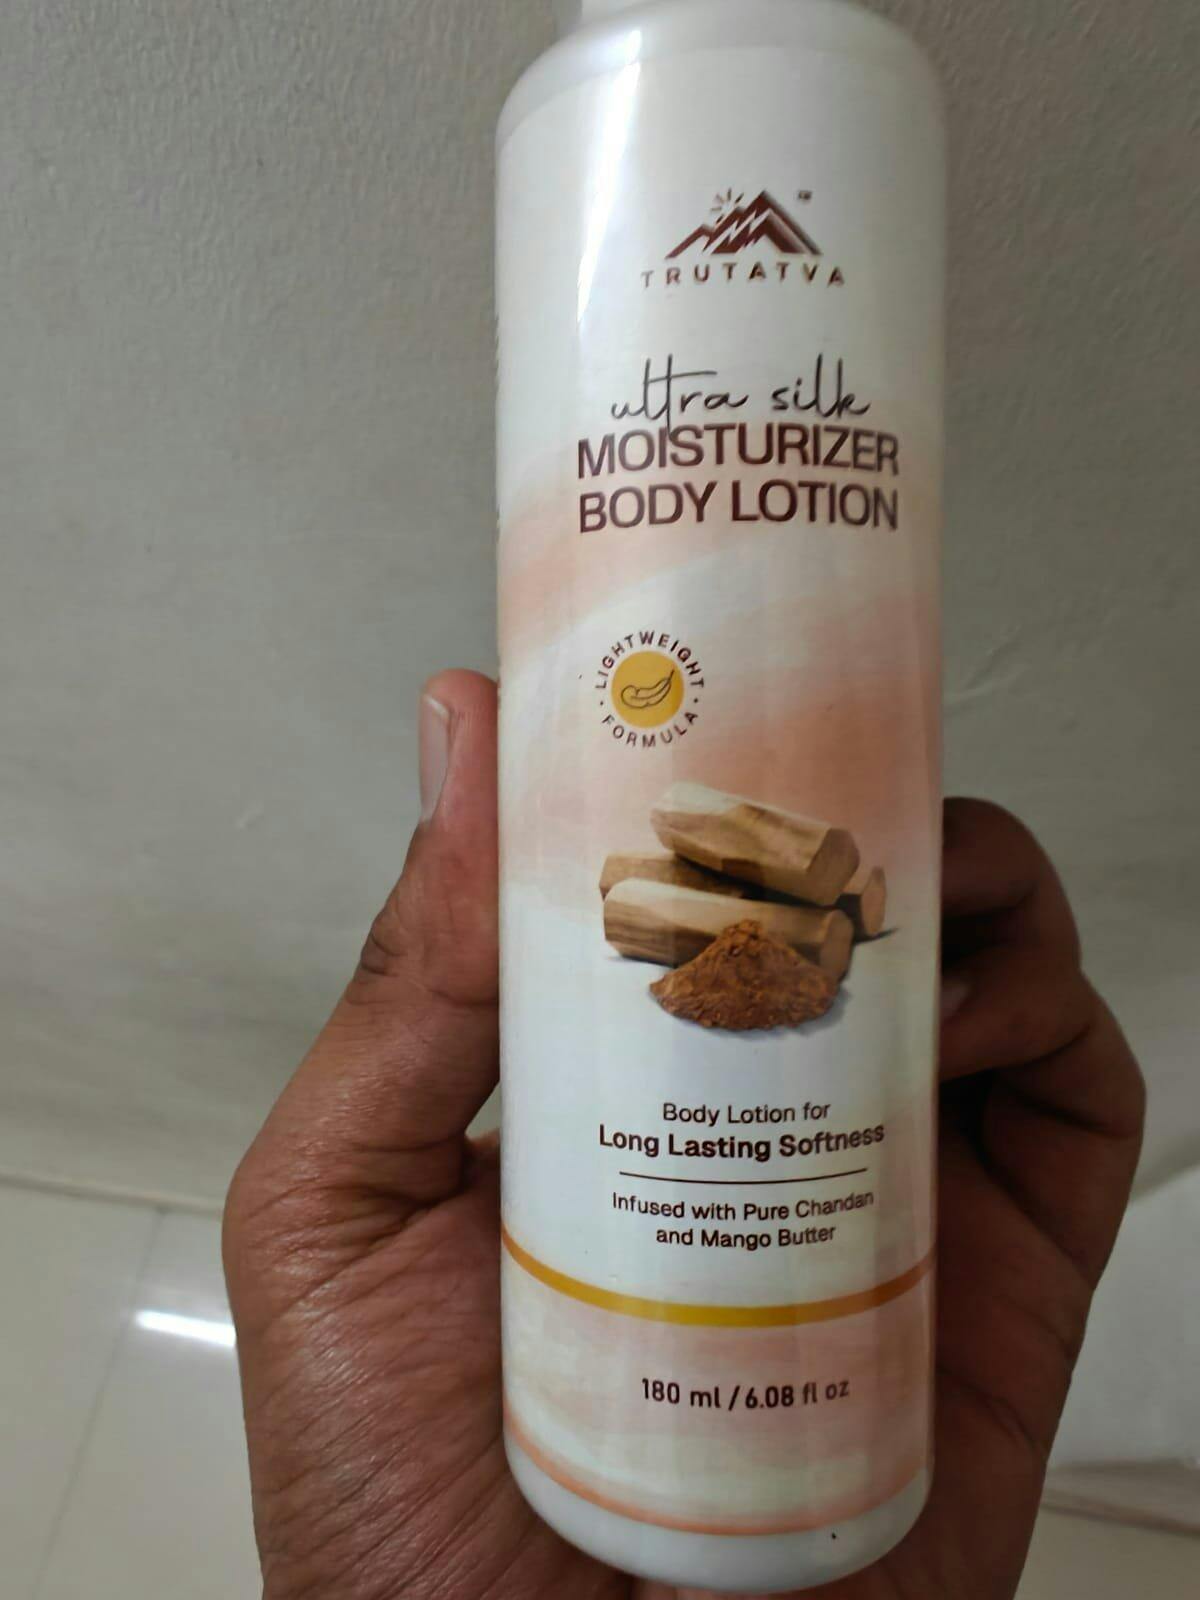 TRUTATVA
ultra silk
MOISTURIZER
BODY LOTION
LIGHTWEIGHT
FORMULA
Body Lotion for
Long Lasting Softness
Infused with Pure Chandan
and Mango Butter
180 ml / 6.08 fl oz